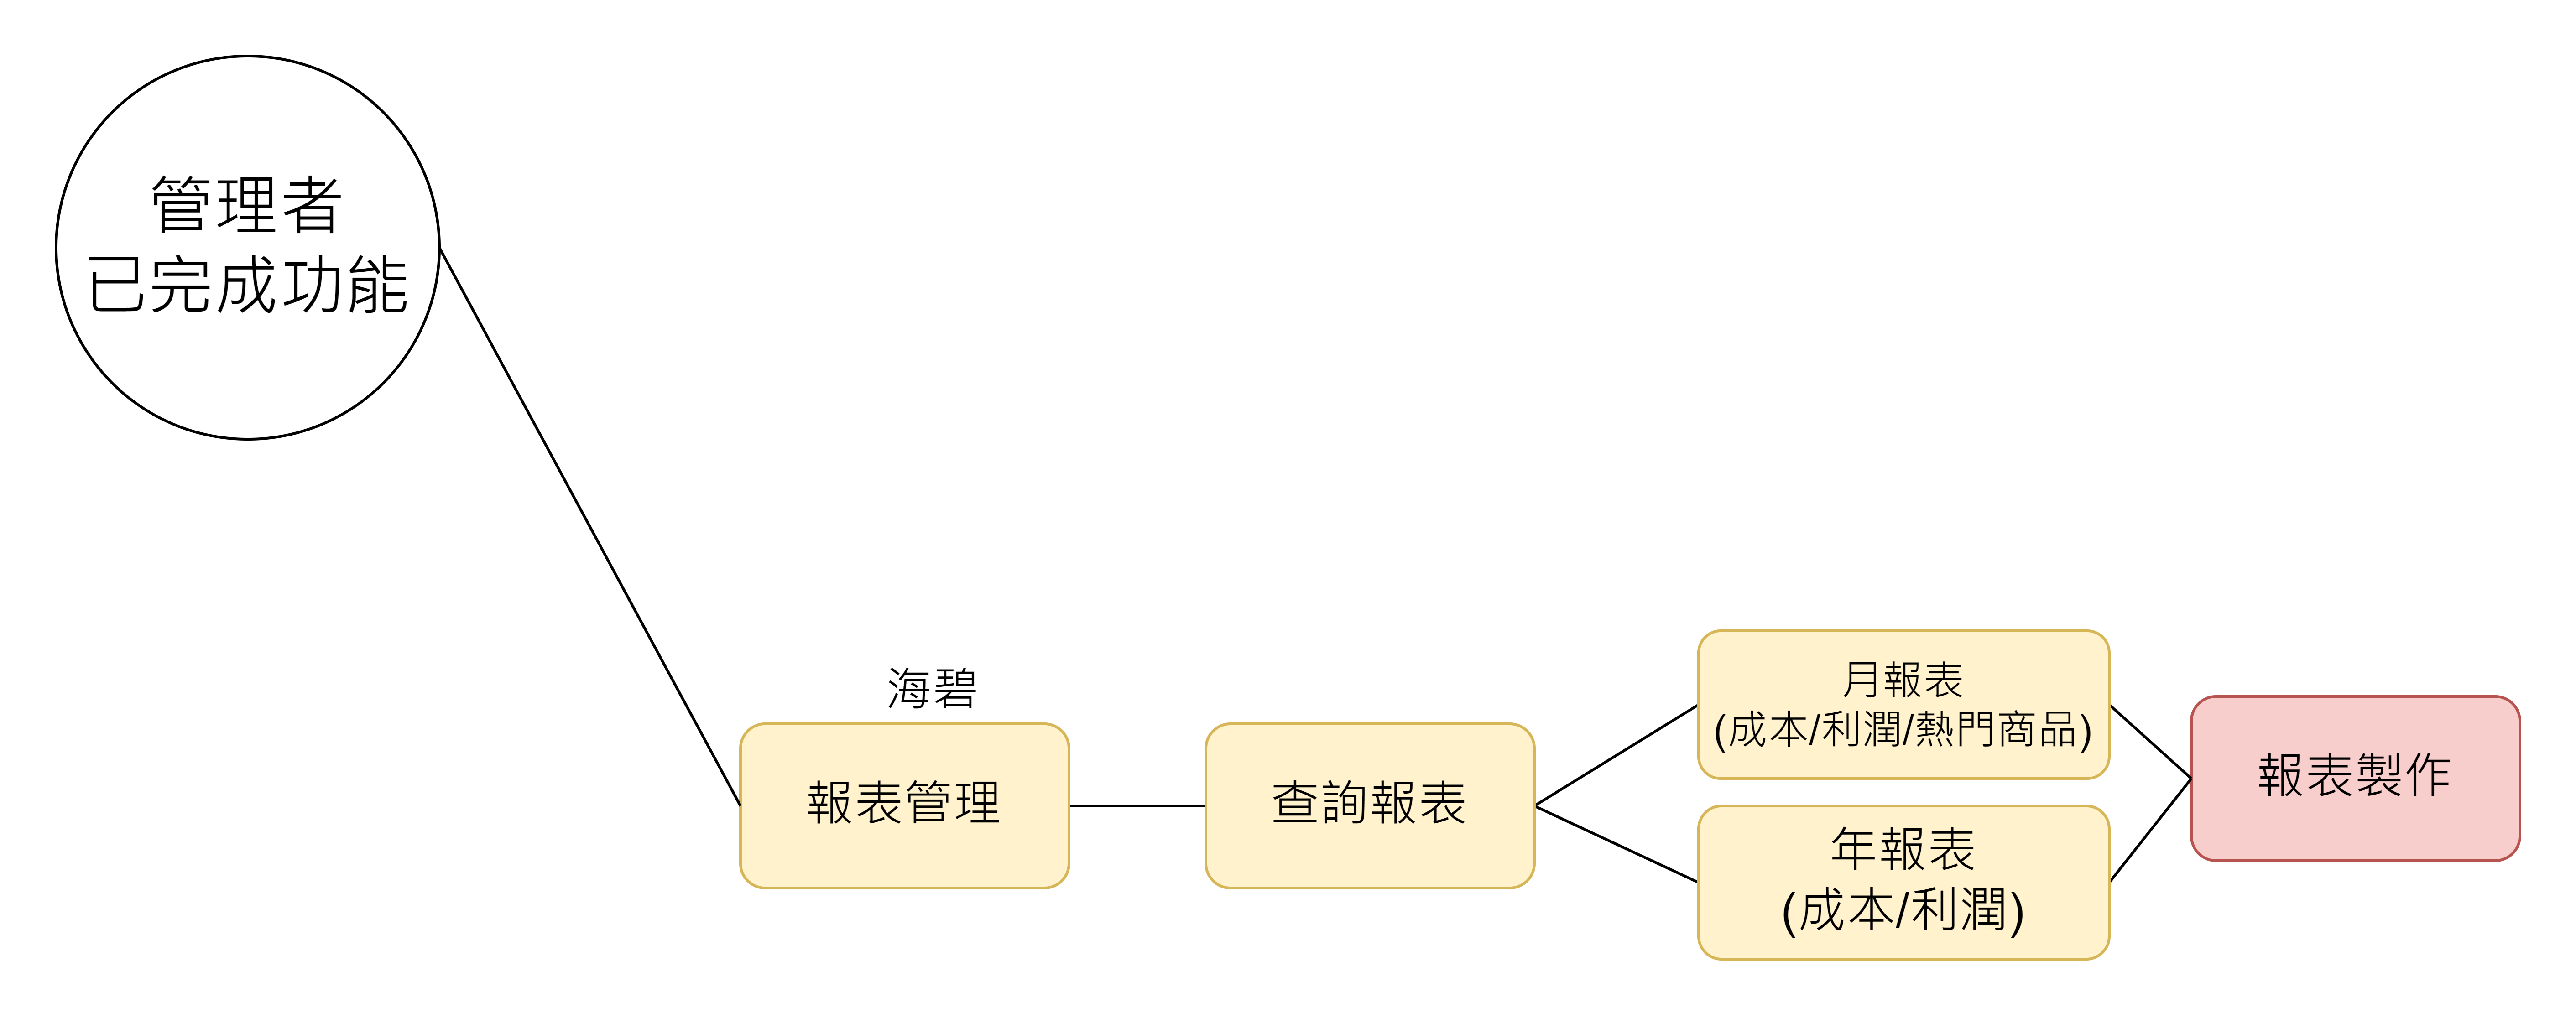 管理者
已完成功能
海碧
報表管理
查詢報表
月報表
(成本/利潤/熱門商品)
年報表
(成本/利潤)
報表製作